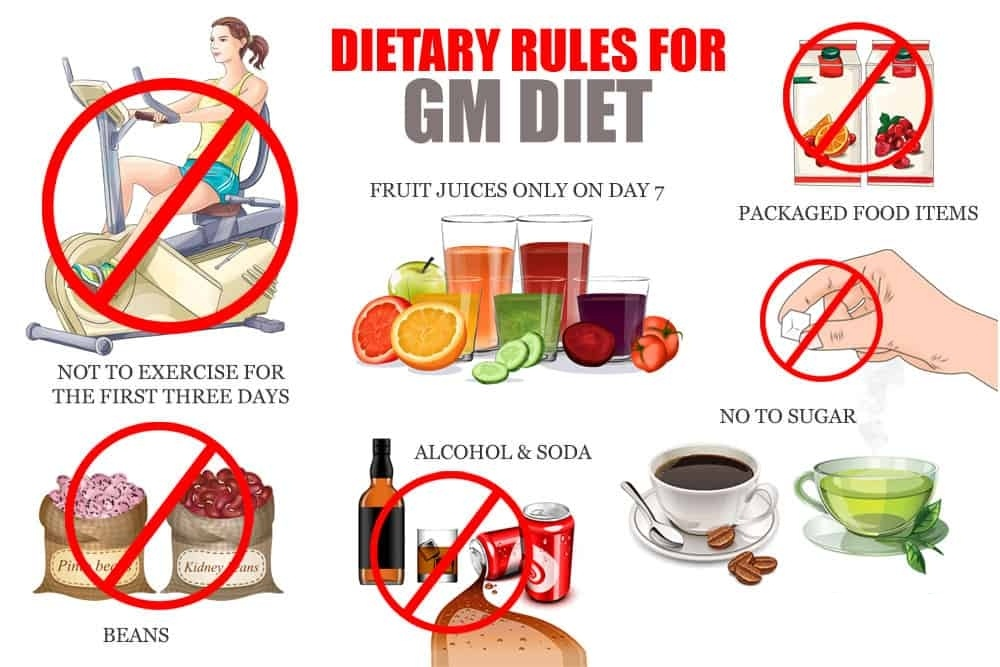 DIETARY RULES FOR
GM DIET
FRUIT JUICES ONLY ON DAY 7
PACKAGED FOOD ITEMS
NOT TO EXERCISE FOR
THE FIRST THREE DAYS
NO TO SUGAR
ALCOHOL & SODA
Kidney
BEANS